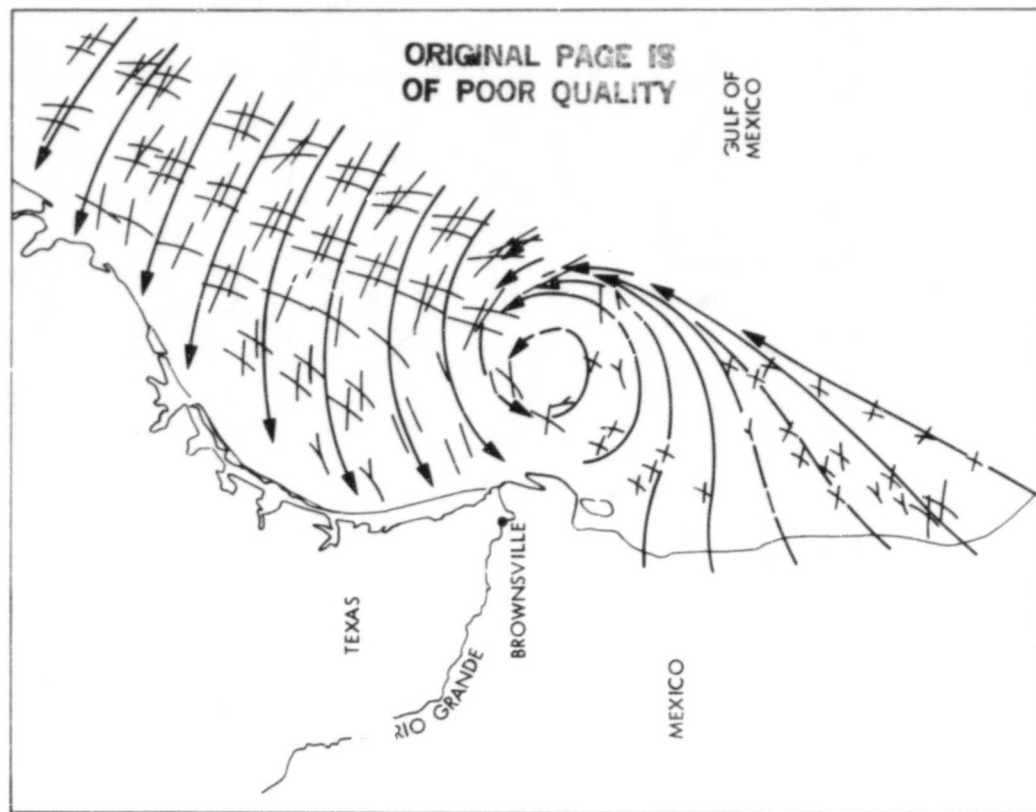 ORIGINAL PAGE IS
OF POOR QUALITY
GULF OF
MEXICO
TEXAS
BROWNSVILLE
RIO GRANDE
MEXICO